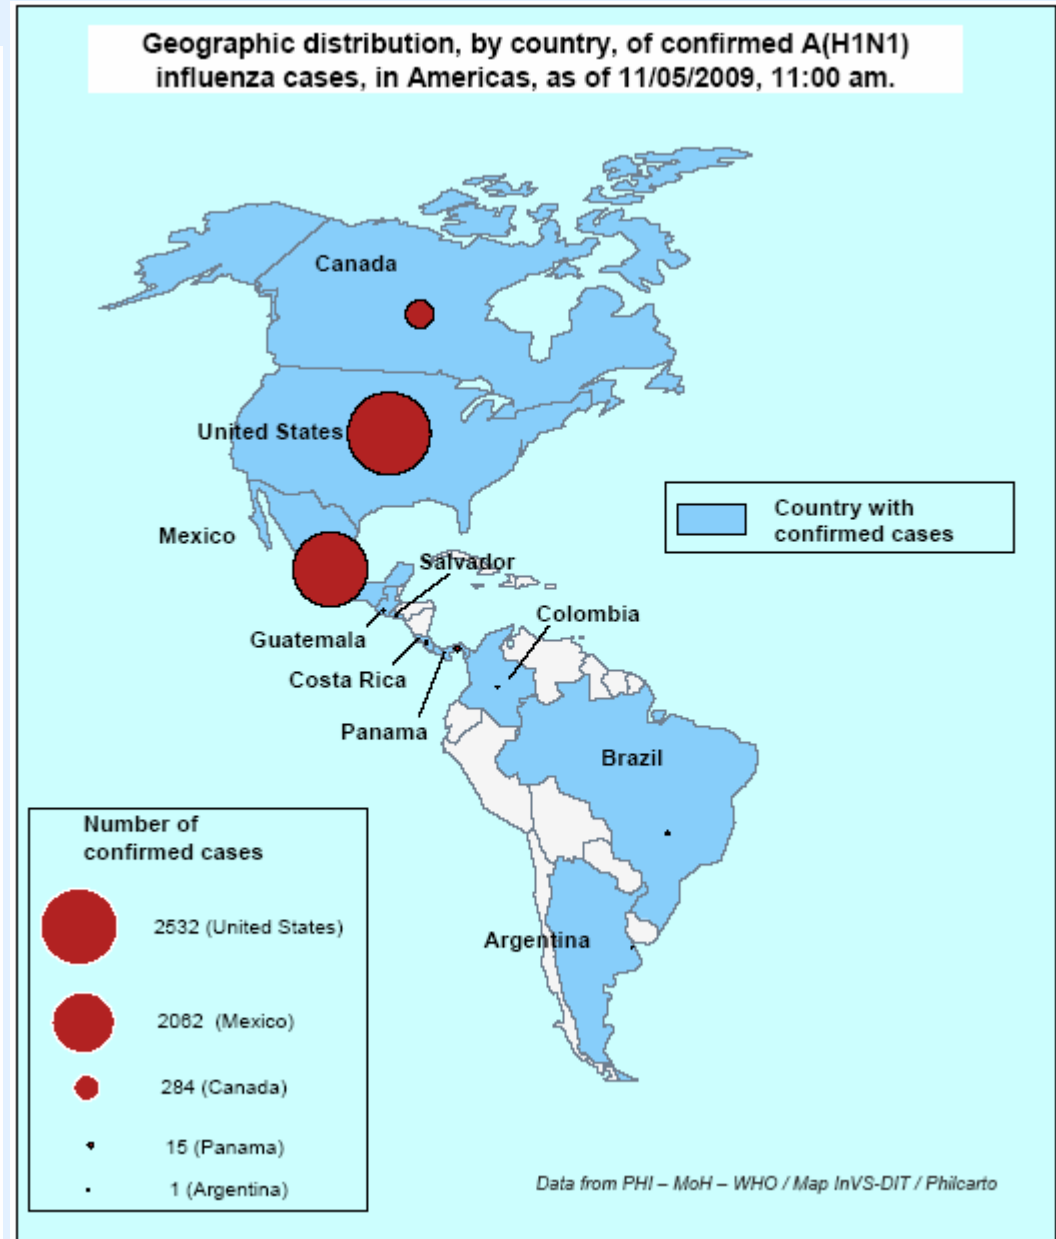 Geographic distribution, by country, of confirmed A(H1N1)
influenza cases, in Americas, as of 11/05/2009, 11:00 am.
Canada
United States
Mexico
Salvador
Guatemala
Colombia
Costa Rica
Panama
Brazil
Argentina
Country with
confirmed cases
Number of
confirmed cases
2532 (United States)
2062 (Mexico)
284 (Canada)
15 (Panama)
1 (Argentina)
Data from PHI – MoH – WHO / Map InVS-DIT / Philcarto